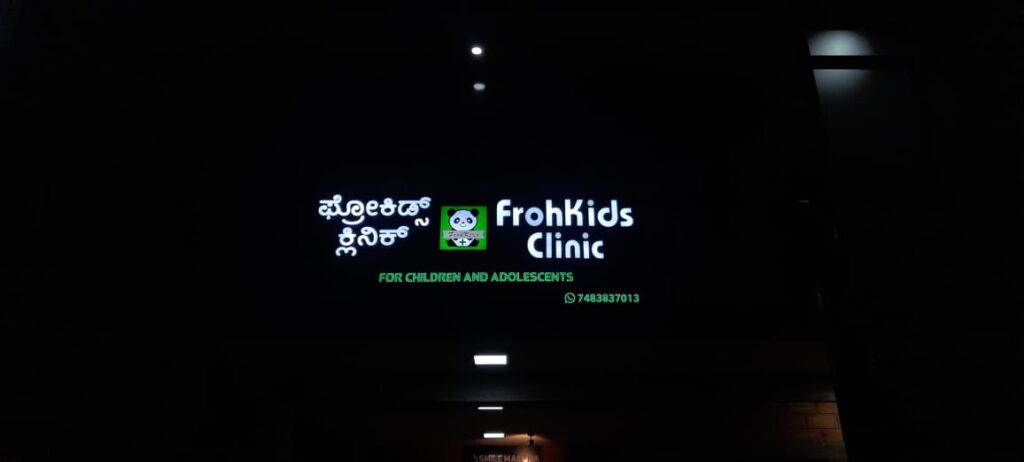 ಫ್ರೋಕಿಡ್ಸ್
ಕ್ಲಿನಿಕ್
FrohKids
Clinic
FOR CHILDREN AND ADOLESCENTS
7483837013